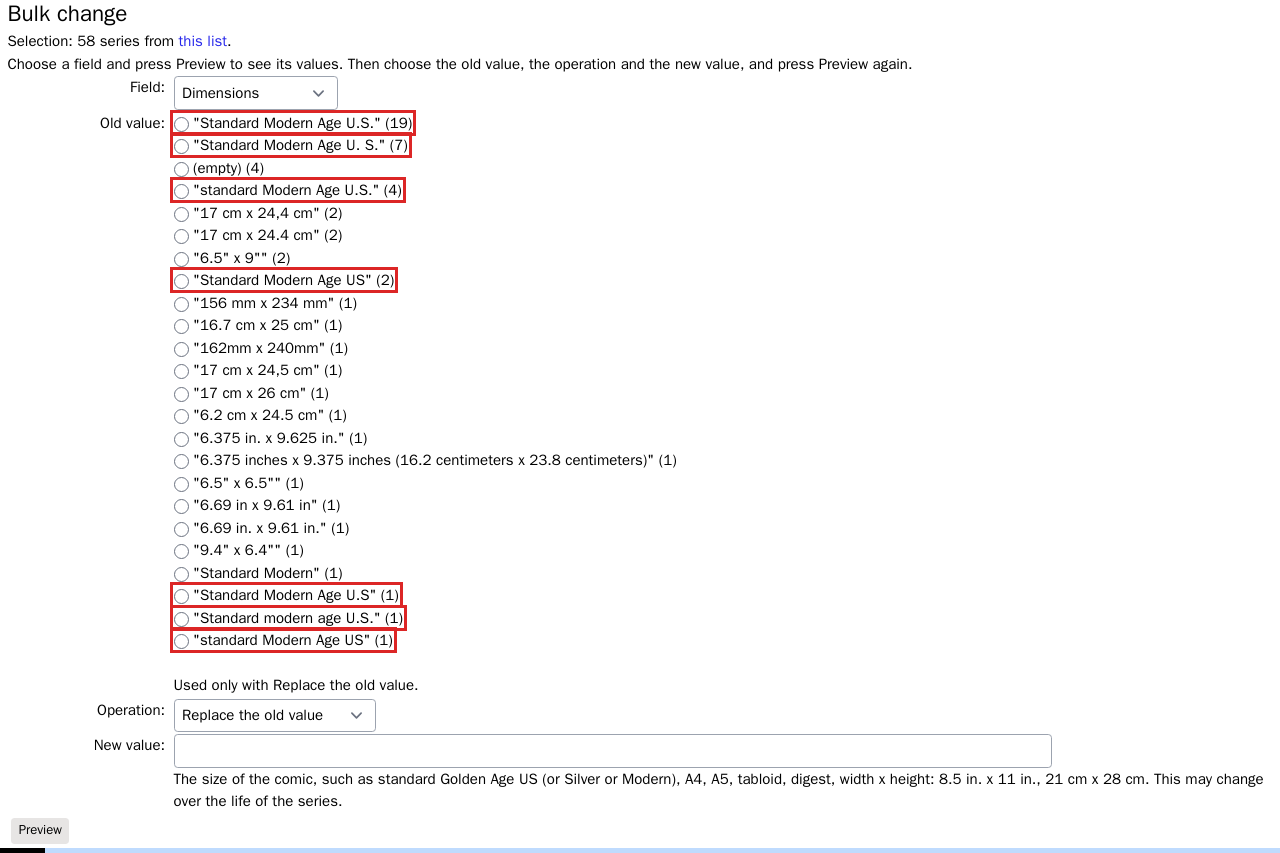 Bulk change
Selection: 58 series from this list.
Choose a field and press Preview to see its values. Then choose the old value, the operation and the new value, and press Preview again.
Field: Dimensions
Old value: "Standard Modern Age U.S." (19)
"Standard Modern Age U. S." (7)
(empty) (4)
"standard Modern Age U.S." (4)
"17 cm x 24,4 cm" (2)
"17 cm x 24.4 cm" (2)
"6.5" x 9"" (2)
"Standard Modern Age US" (2)
"156 mm x 234 mm" (1)
"16.7 cm x 25 cm" (1)
"162mm x 240mm" (1)
"17 cm x 24,5 cm" (1)
"17 cm x 26 cm" (1)
"6.2 cm x 24.5 cm" (1)
"6.375 in. x 9.625 in." (1)
"6.375 inches x 9.375 inches (16.2 centimeters x 23.8 centimeters)" (1)
"6.5" x 6.5"" (1)
"6.69 in x 9.61 in" (1)
"6.69 in. x 9.61 in." (1)
"9.4" x 6.4"" (1)
"Standard Modern" (1)
"Standard Modern Age U.S" (1)
"Standard modern age U.S." (1)
"standard Modern Age US" (1)
Used only with Replace the old value.
Operation: Replace the old value
New value:
The size of the comic, such as standard Golden Age US (or Silver or Modern), A4, A5, tabloid, digest, width x height: 8.5 in. x 11 in., 21 cm x 28 cm. This may change
over the life of the series.
Preview